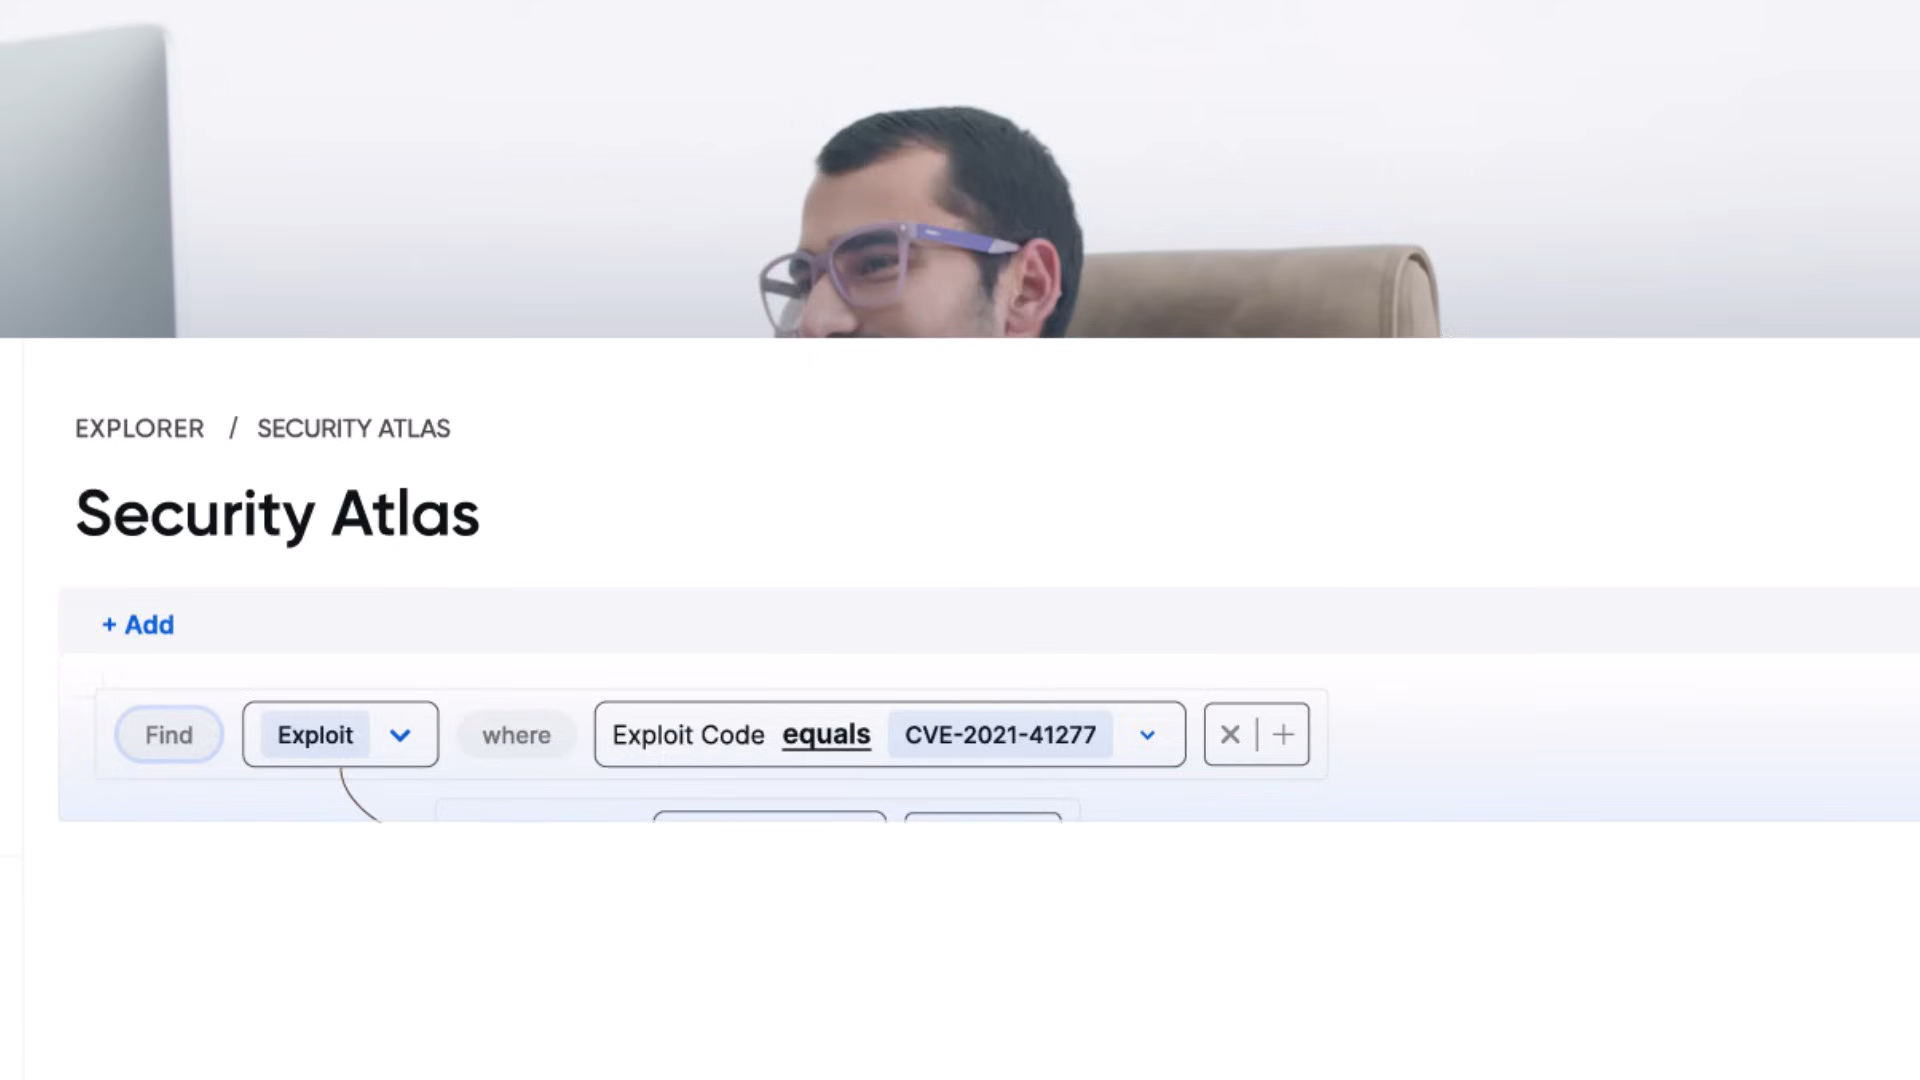 EXPLORER / SECURITY ATLAS
Security Atlas
+ Add
Find Exploit where Exploit Code equals CVE-2021-41277